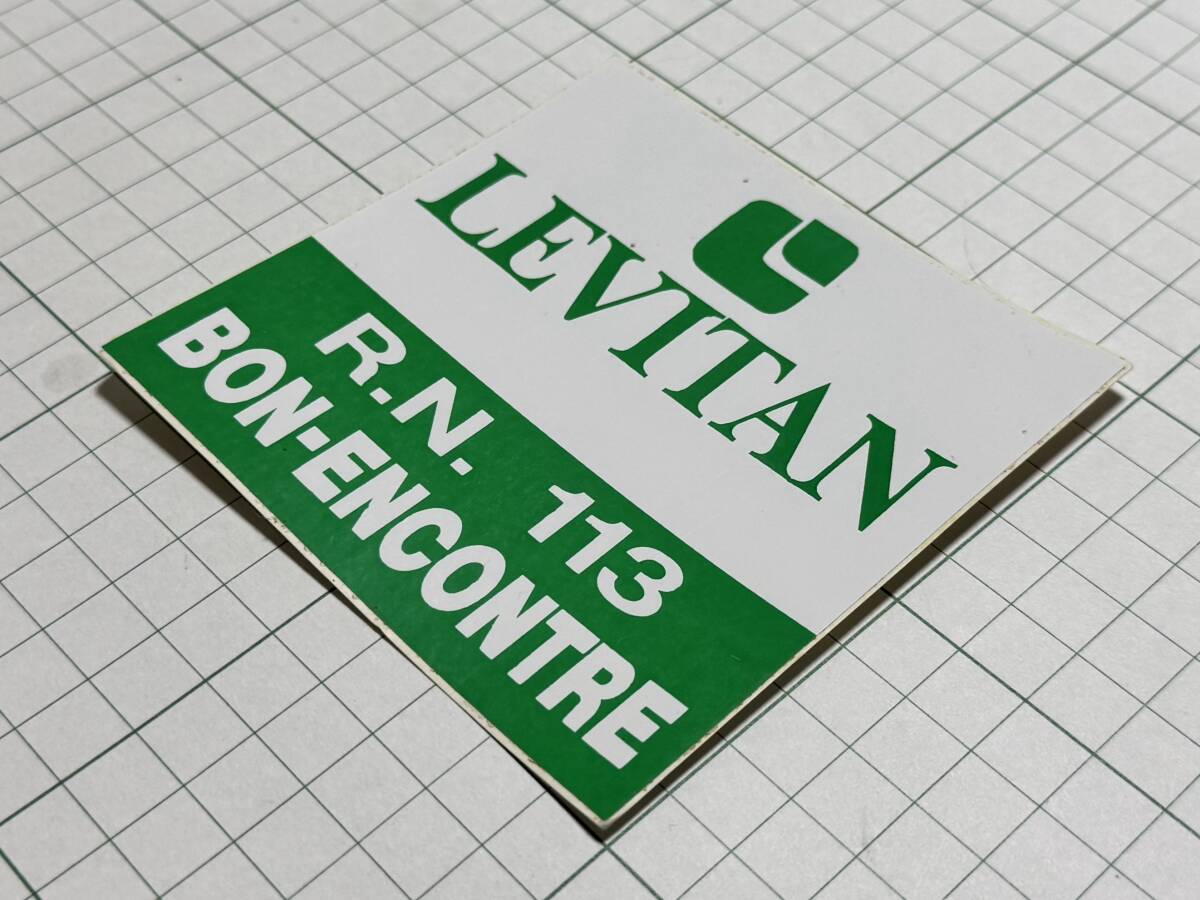 LEVITAN
R.N. 113
BON-ENCONTRE